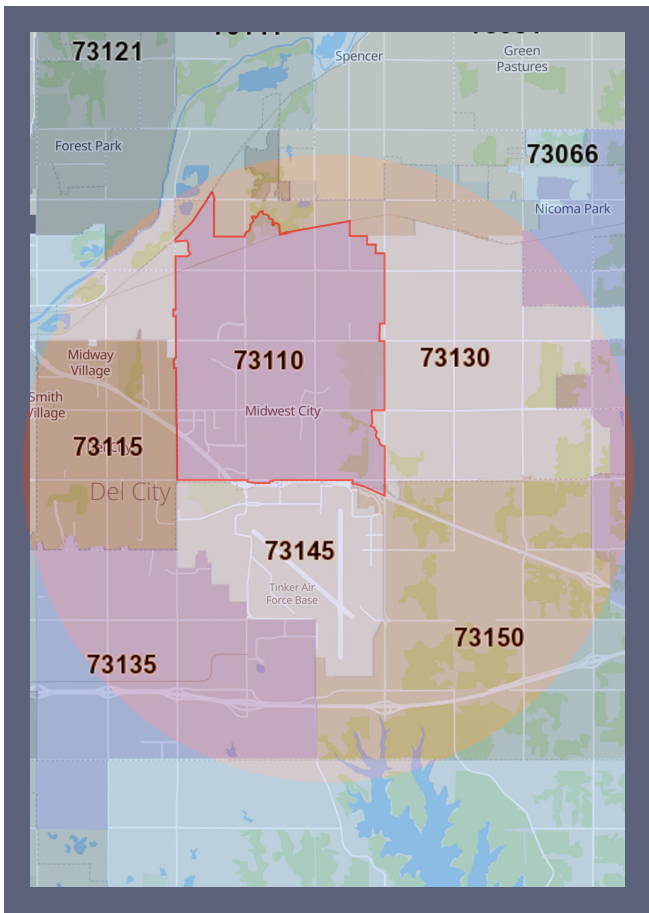 73121
Spencer
Green
Pastures
Forest Park
73066
Nicoma Park
Midway
Village
73110
73130
Smith
Village
Midwest City
73115
Del City
73145
Tinker Air
Force Base
73150
73135